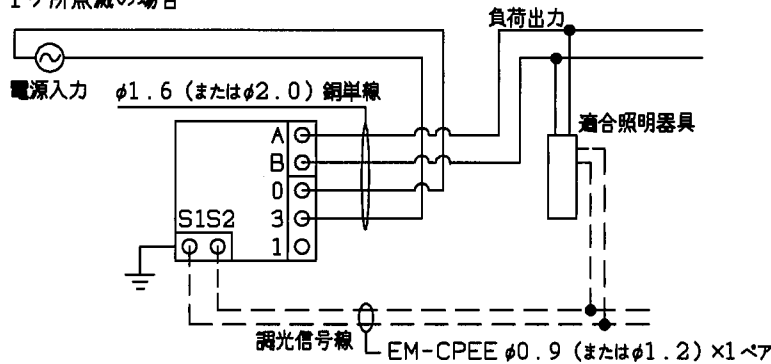 負荷出力
電源入力
φ1.6 (またはφ2.0) 銅単線
適合照明器具
A
B
0
3
1
S1S2
調光信号線
EM-CPEE φ0.9 (またはφ1.2) ×1ペア